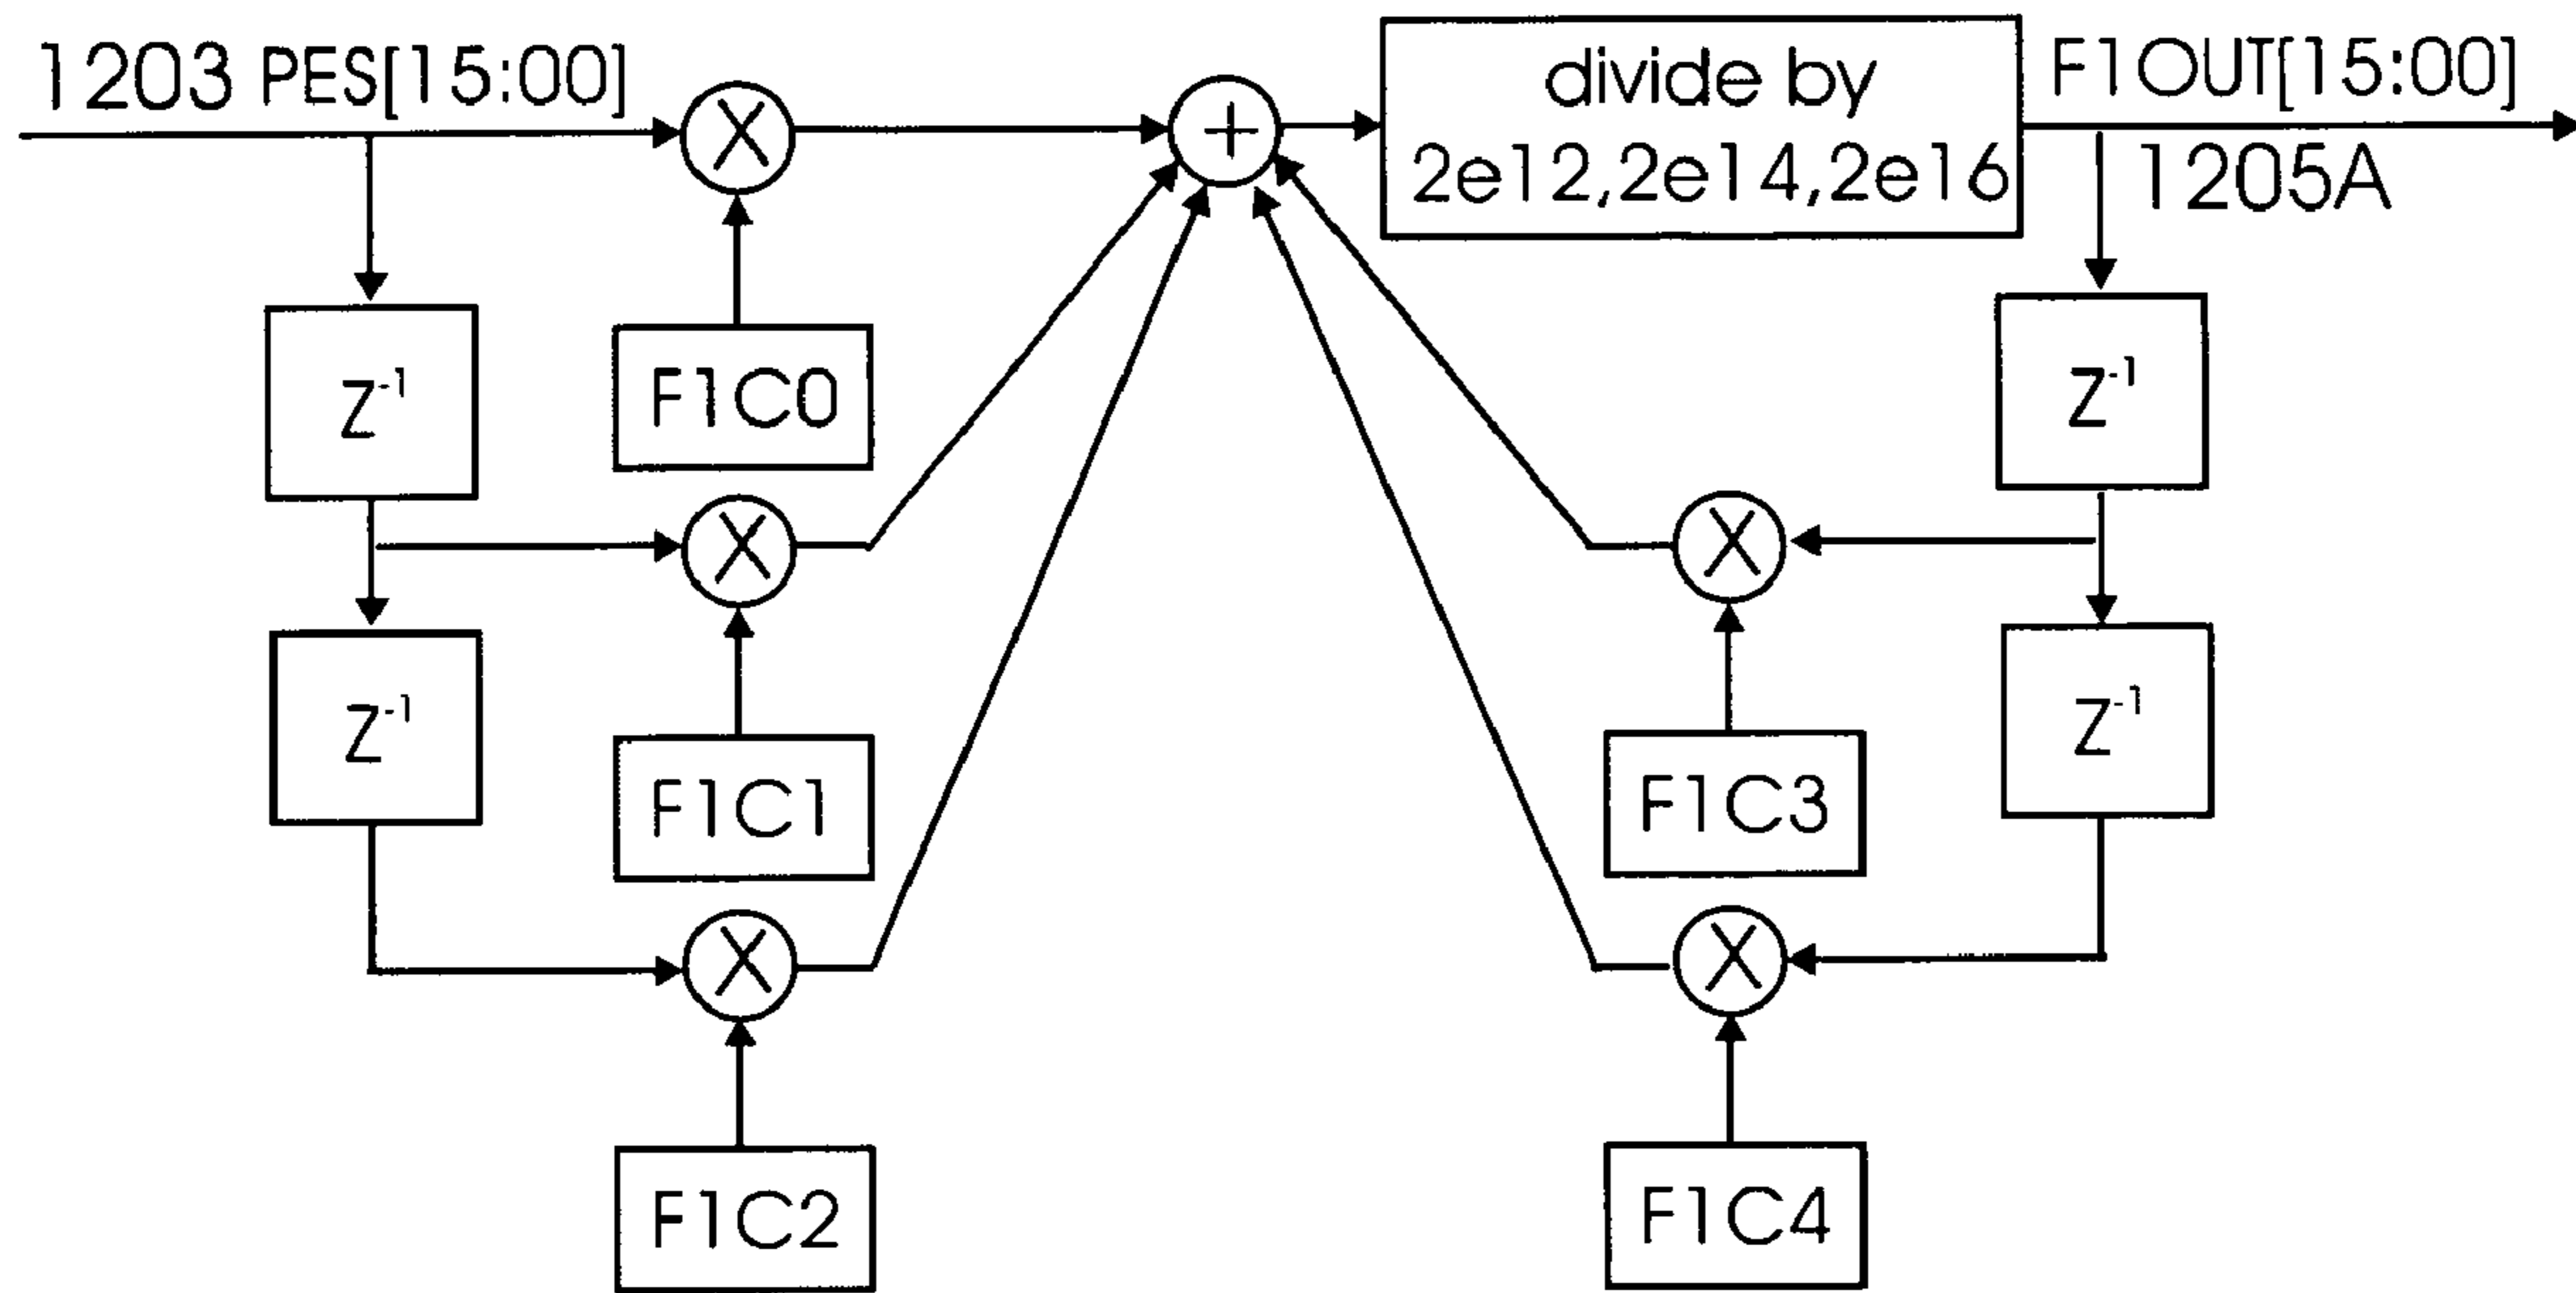 1203 PES[15:00]
X
+
divide by
2e12,2e14,2e16
F1OUT[15:00]
1205A
Z⁻¹
F1C0
Z⁻¹
X
X
Z⁻¹
F1C1
F1C3
Z⁻¹
X
X
F1C2
F1C4